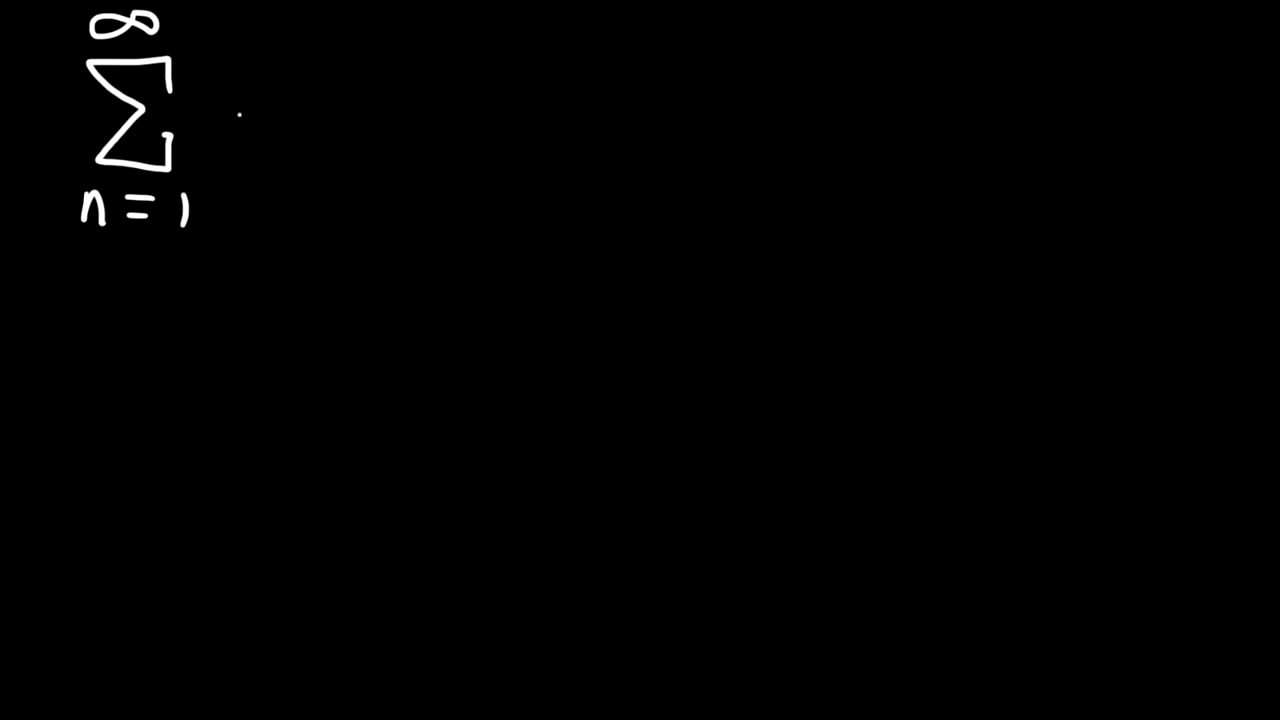 ∞
∑
n = 1